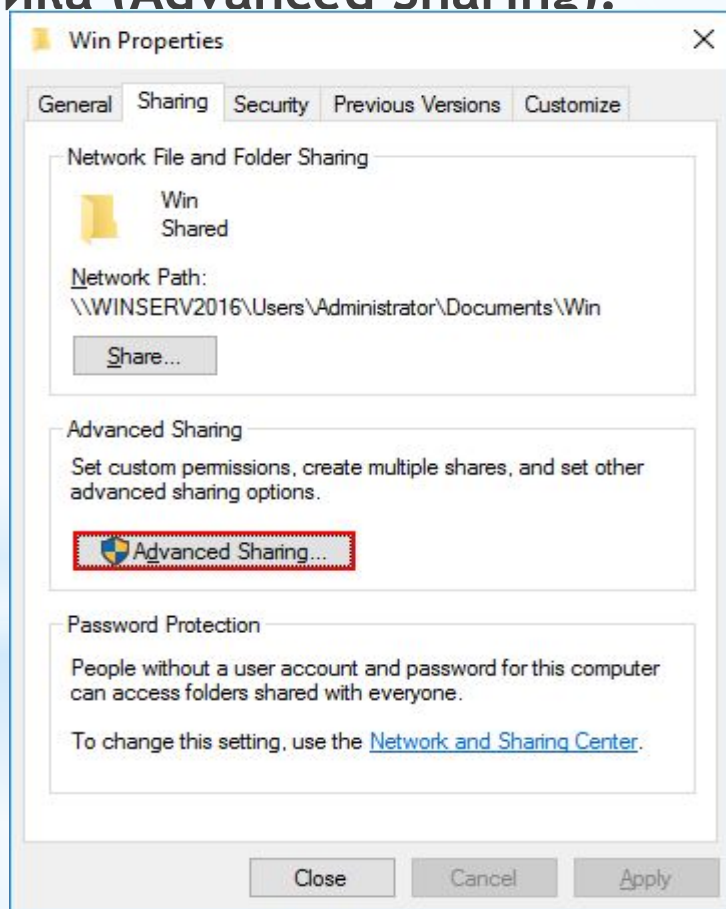 ика (Advanced Sharing).
Win Properties
General Sharing Security Previous Versions Customize
Network File and Folder Sharing
Win
Shared
Network Path:
\\WINSERV2016\Users\Administrator\Documents\Win
Share...
Advanced Sharing
Set custom permissions, create multiple shares, and set other
advanced sharing options.
Advanced Sharing...
Password Protection
People without a user account and password for this computer
can access folders shared with everyone.
To change this setting, use the Network and Sharing Center.
Close Cancel Apply